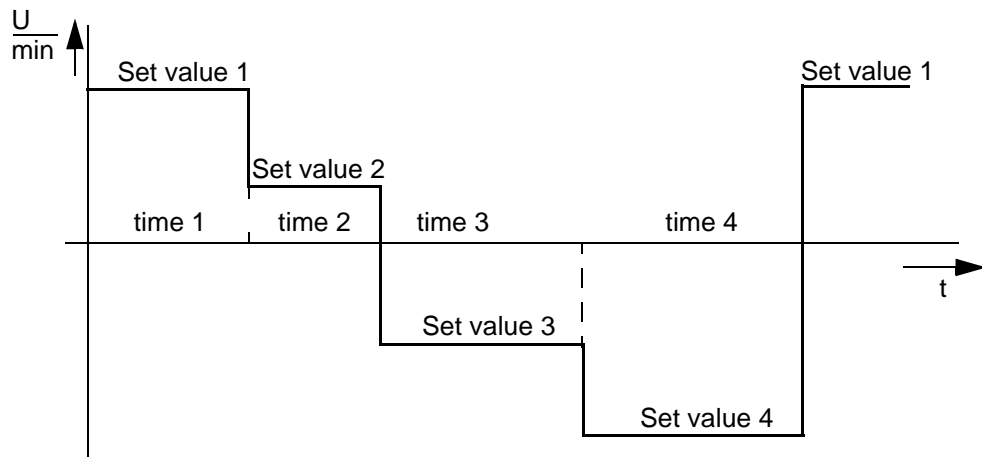 U
min
Set value 1
Set value 1
Set value 2
time 1
time 2
time 3
time 4
t
Set value 3
Set value 4